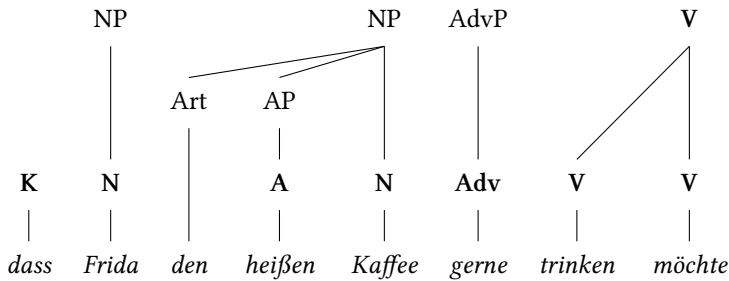 NP NP AdvP V
Art AP
K N A N Adv V V
dass Frida den heißen Kaffee gerne trinken möchte